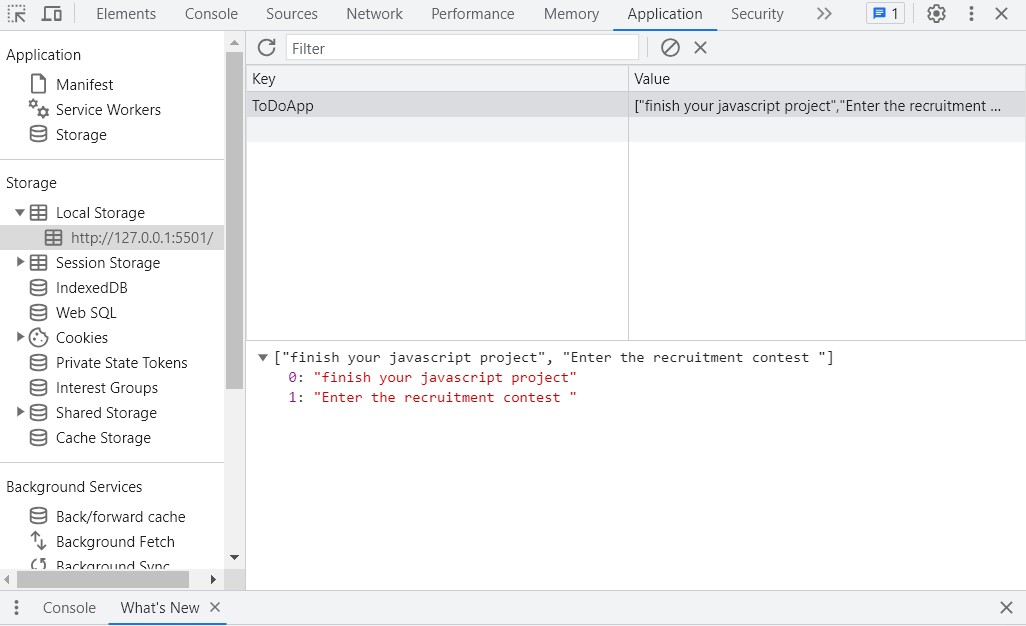 Elements Console Sources Network Performance Memory Application Security 1
Application
Manifest
Service Workers
Storage
Storage
Local Storage
http://127.0.0.1:5501/
Session Storage
IndexedDB
Web SQL
Cookies
Private State Tokens
Interest Groups
Shared Storage
Cache Storage
Background Services
Back/forward cache
Background Fetch
Background Sync
Filter
Key Value
ToDoApp ["finish your javascript project","Enter the recruitment ...
["finish your javascript project", "Enter the recruitment contest "]
0: "finish your javascript project"
1: "Enter the recruitment contest "
Console What's New